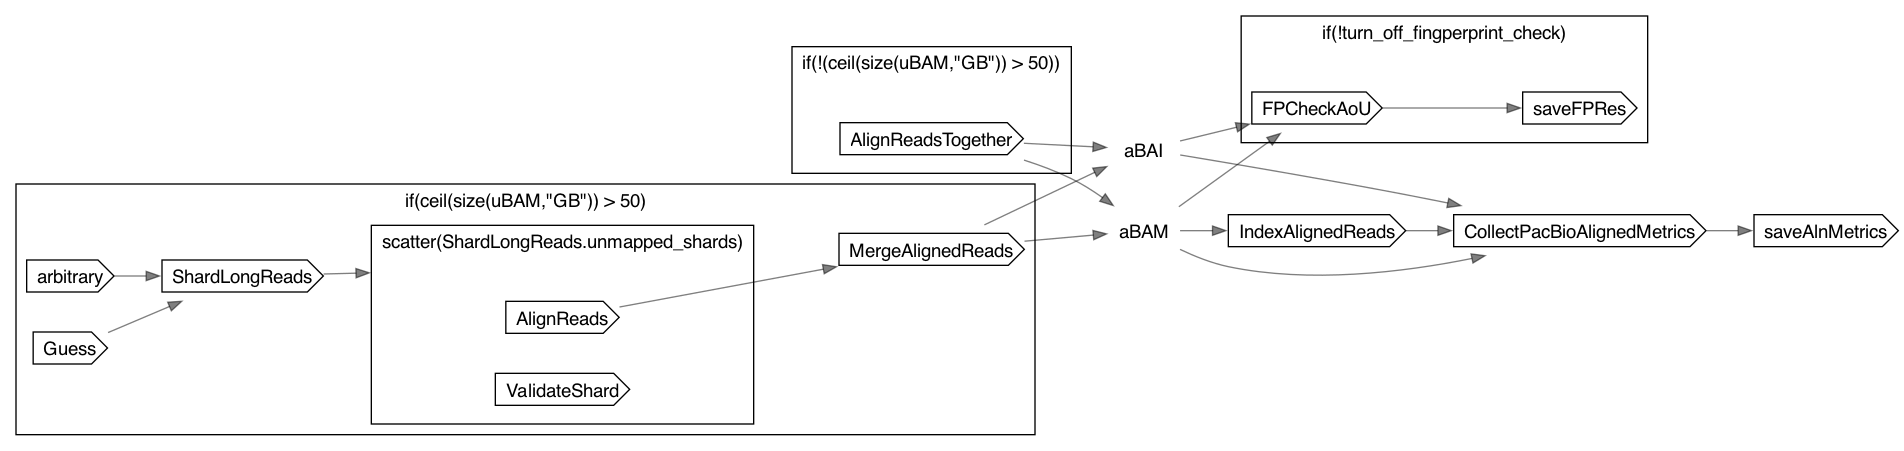 if(!turn_off_fingperprint_check)
if(!(ceil(size(uBAM,"GB")) > 50))
FPCheckAoU
saveFPRes
AlignReadsTogether
aBAI
if(ceil(size(uBAM,"GB")) > 50)
aBAM
IndexAlignedReads
CollectPacBioAlignedMetrics
saveAlnMetrics
scatter(ShardLongReads.unmapped_shards)
MergeAlignedReads
arbitrary
ShardLongReads
AlignReads
Guess
ValidateShard